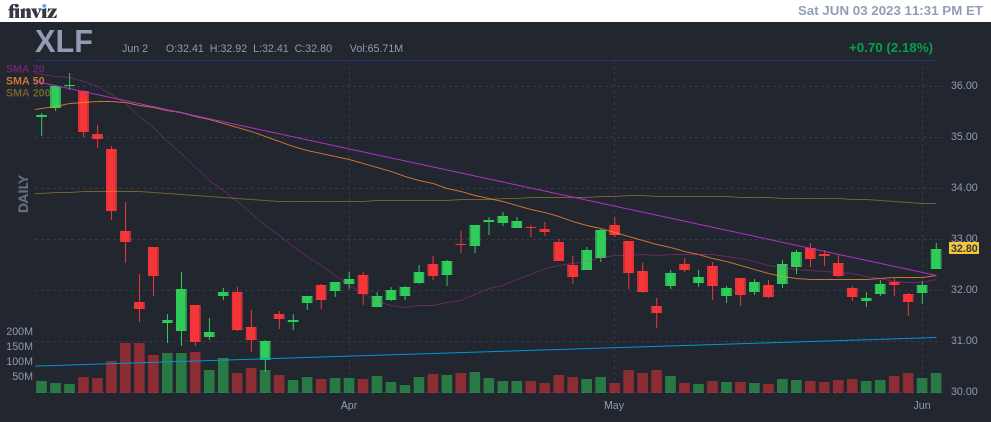 finviz
Sat JUN 03 2023 11:31 PM ET
XLF Jun 2 O:32.41 H:32.92 L:32.41 C:32.80 Vol:65.71M +0.70 (2.18%)
SMA 20
SMA 50
SMA 200
DAILY
36.00
35.00
34.00
33.00
32.80
32.00
31.00
30.00
200M
150M
100M
50M
Apr May Jun